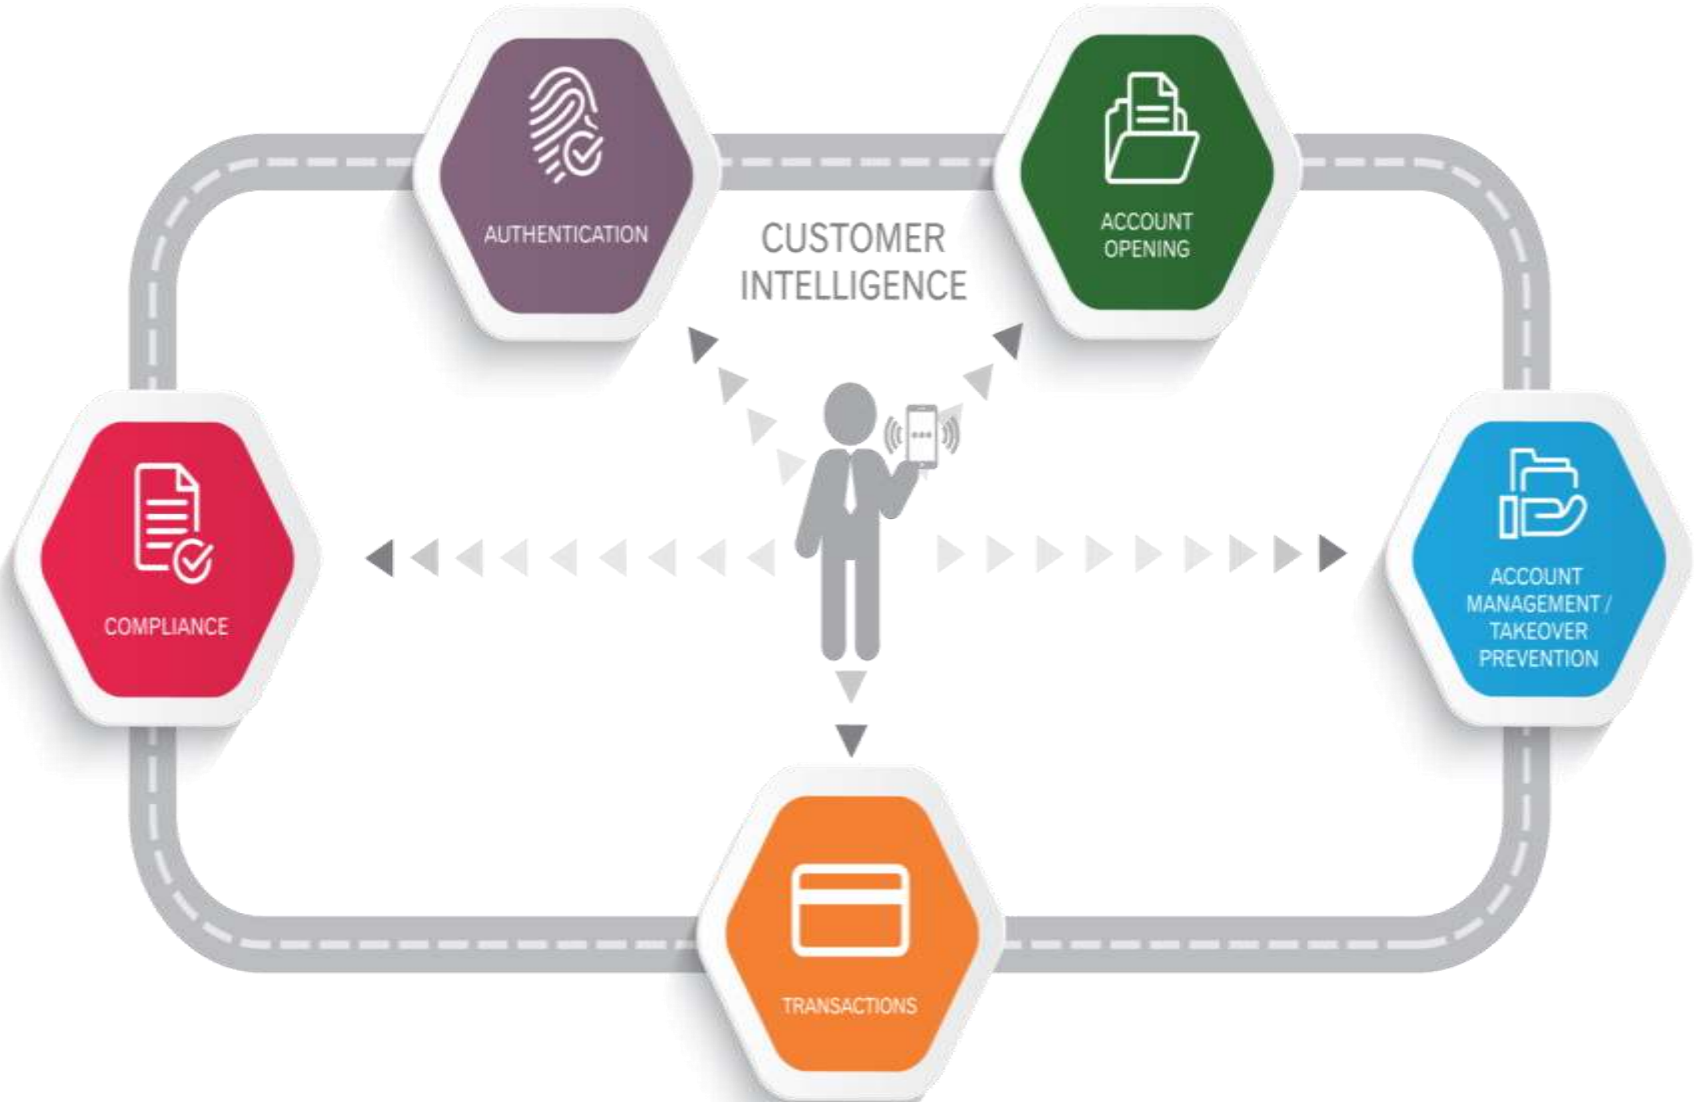 AUTHENTICATION
CUSTOMER
INTELLIGENCE
ACCOUNT
OPENING
COMPLIANCE
ACCOUNT
MANAGEMENT /
TAKEOVER
PREVENTION
TRANSACTIONS